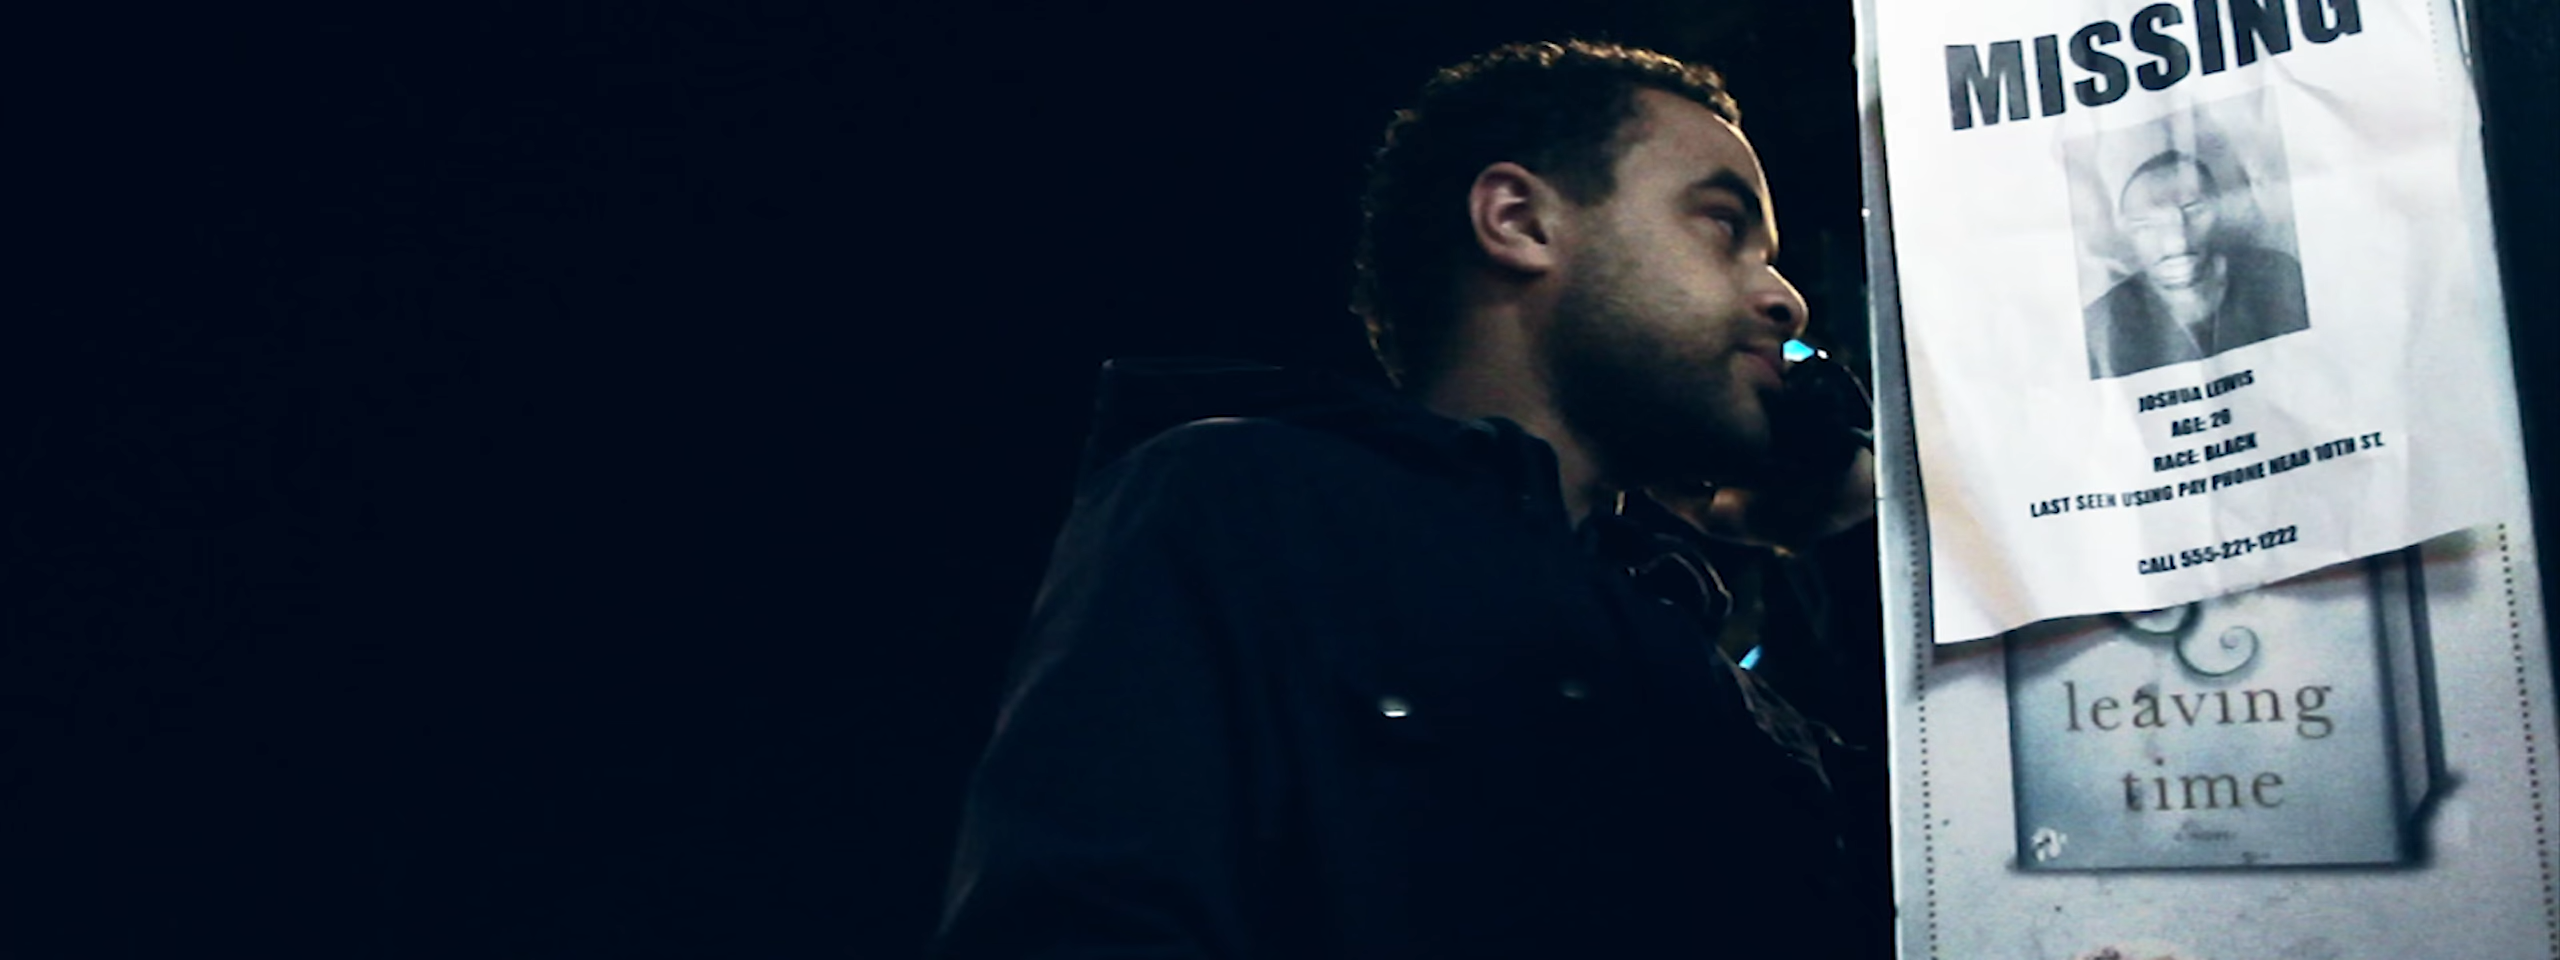 MISSING
JOSHUA LEWIS
AGE: 26
RACE: BLACK
LAST SEEN USING PAY PHONE NEAR 10TH ST.
CALL 555-221-1222
leaving
time